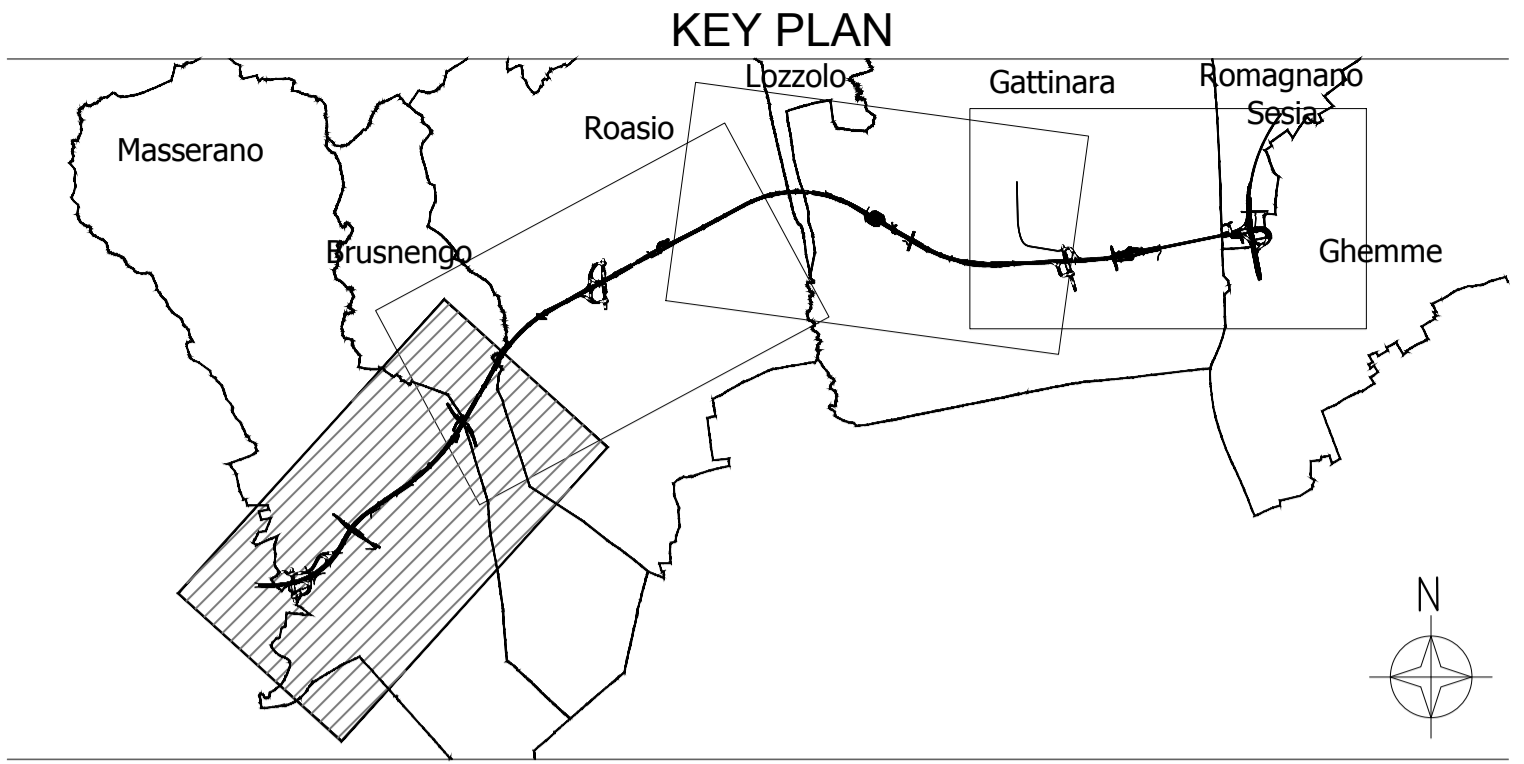 KEY PLAN
Lozzolo
Gattinara
Romagnano
Sesia
Roasio
Masserano
Brusnengo
Ghemme
N